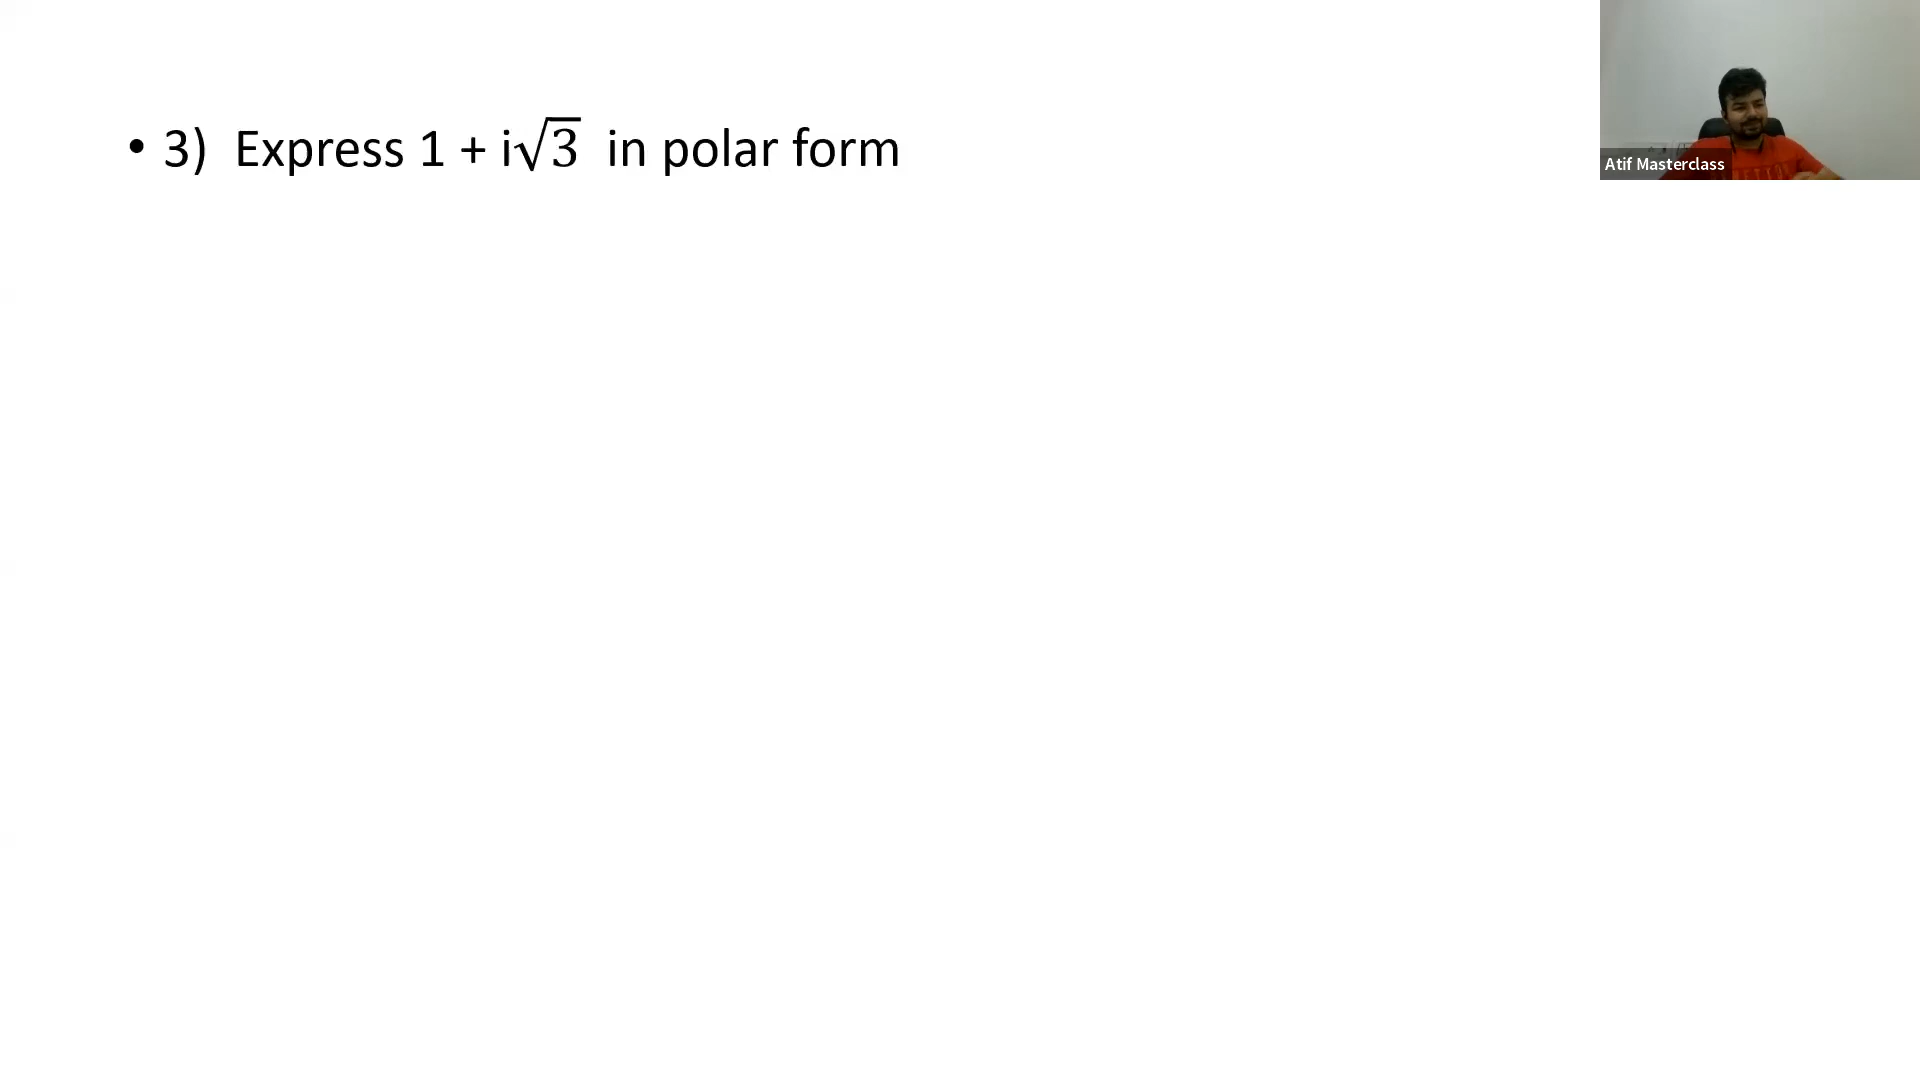 • 3) Express 1 + i√3 in polar form
Atif Masterclass